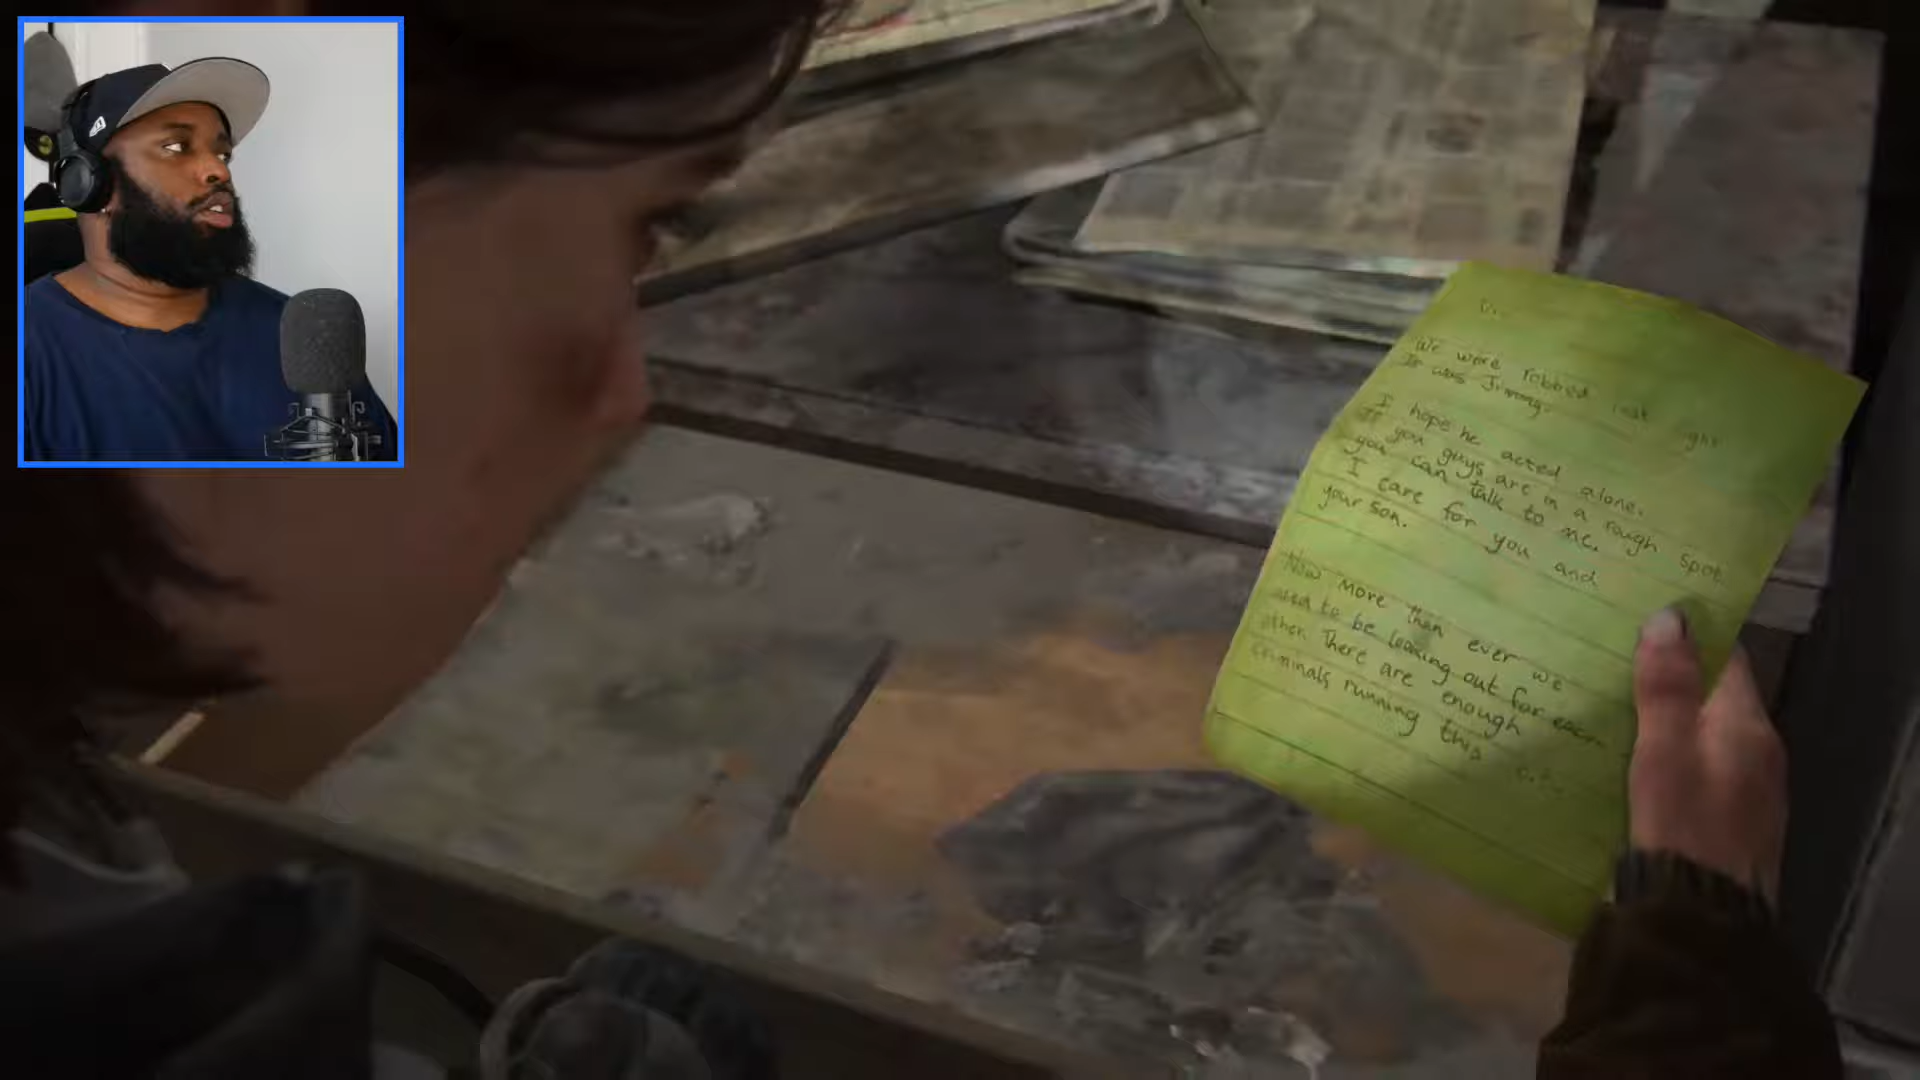 We were robbed last
It was Jimmy.
I hope he acted alone.
If you guys are in a rough spot
you can talk to me.
I care for you and
your son.
Now more than ever we
need to be looking out for each
other. There are enough
criminals running this